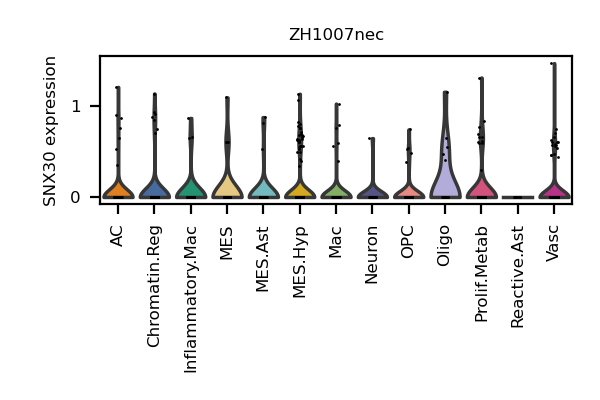 ZH1007nec
SNX30 expression
1
0
AC
Chromatin.Reg
Inflammatory.Mac
MES
MES.Ast
MES.Hyp
Mac
Neuron
OPC
Oligo
Prolif.Metab
Reactive.Ast
Vasc